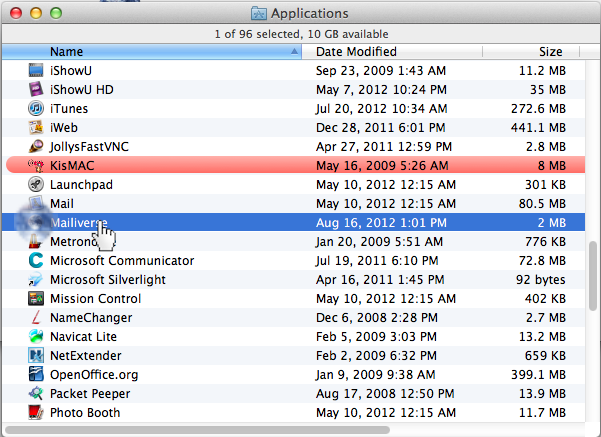 Applications
1 of 96 selected, 10 GB available
Name Date Modified Size
iShowU Sep 23, 2009 1:43 AM 11.2 MB
iShowU HD May 7, 2012 10:24 PM 35 MB
iTunes Jul 20, 2012 10:34 AM 272.6 MB
iWeb Dec 28, 2011 6:01 PM 441.1 MB
JollysFastVNC Apr 27, 2011 12:59 PM 2.8 MB
KisMAC May 16, 2009 5:26 AM 8 MB
Launchpad May 10, 2012 12:15 AM 301 KB
Mail May 10, 2012 12:15 AM 80.5 MB
Mailiverse Aug 16, 2012 1:01 PM 2 MB
Jan 20, 2009 5:51 AM 776 KB
Microsoft Communicator Jul 19, 2011 6:10 PM 72.8 MB
Microsoft Silverlight Apr 16, 2011 1:45 PM 92 bytes
Mission Control May 10, 2012 12:15 AM 402 KB
NameChanger Dec 6, 2008 2:28 PM 2.7 MB
Navicat Lite Feb 5, 2009 3:03 PM 13.2 MB
NetExtender Feb 2, 2009 6:32 PM 659 KB
OpenOffice.org Jan 9, 2009 9:38 AM 399.1 MB
Packet Peeper Aug 17, 2008 12:50 PM 13.9 MB
Photo Booth May 10, 2012 12:15 AM 11.7 MB